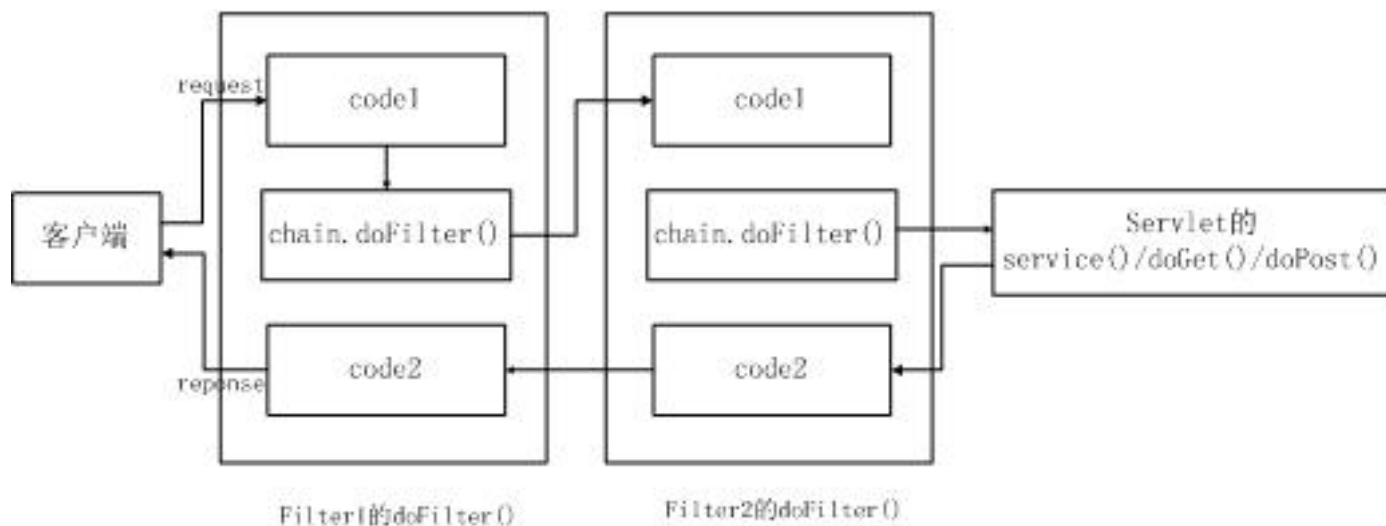 request
code1
code1
客户端
chain.doFilter()
chain.doFilter()
Servlet的
service()/doGet()/doPost()
code2
code2
reponse
Filter1的doFilter()
Filter2的doFilter()